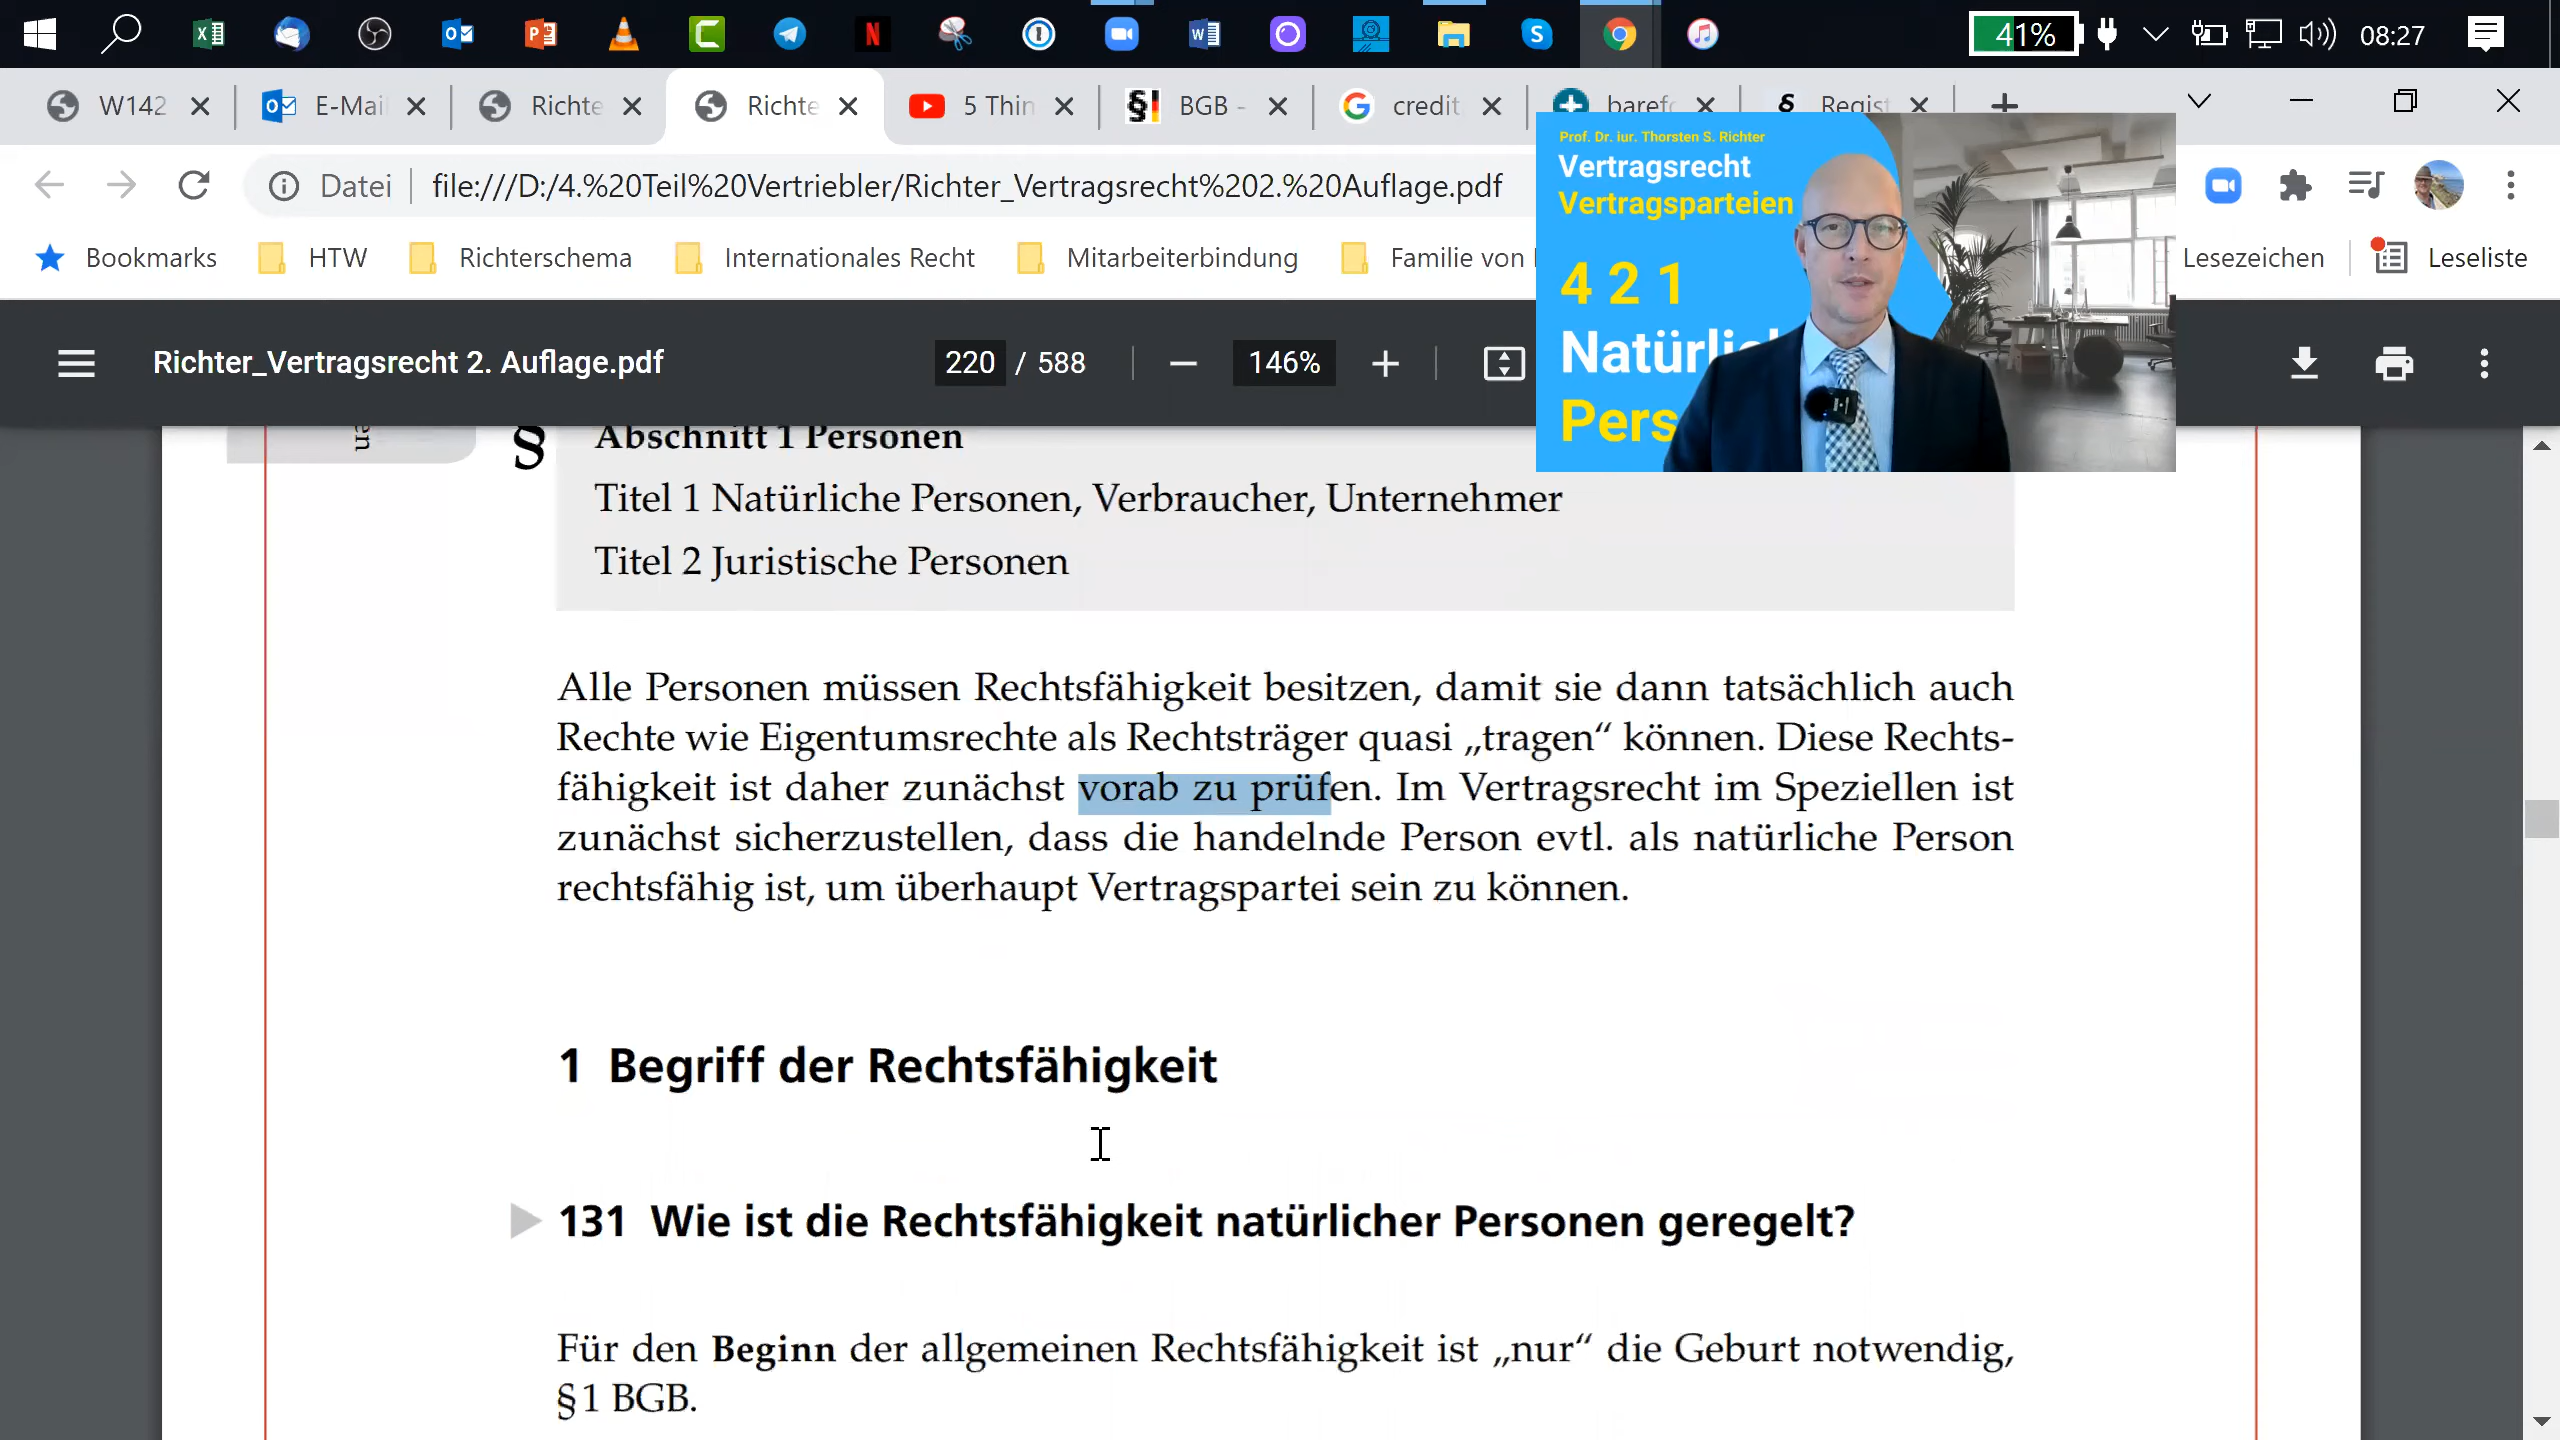 41%
08:27
W142
E-Mai
Richte
Richte
5 Thin
BGB -
credit
barefo
Regist
Datei
file:///D:/4.%20Teil%20Vertriebler/Richter_Vertragsrecht%202.%20Auflage.pdf
Bookmarks
HTW
Richterschema
Internationales Recht
Mitarbeiterbindung
Familie von
Lesezeichen
Leseliste
Prof. Dr. iur. Thorsten S. Richter
Vertragsrecht
Vertragsparteien
4 2 1
Natürlic
Pers
Richter_Vertragsrecht 2. Auflage.pdf
220 / 588
146%
en
§
Abschnitt 1 Personen
Titel 1 Natürliche Personen, Verbraucher, Unternehmer
Titel 2 Juristische Personen
Alle Personen müssen Rechtsfähigkeit besitzen, damit sie dann tatsächlich auch
Rechte wie Eigentumsrechte als Rechtsträger quasi „tragen“ können. Diese Rechts-
fähigkeit ist daher zunächst vorab zu prüfen. Im Vertragsrecht im Speziellen ist
zunächst sicherzustellen, dass die handelnde Person evtl. als natürliche Person
rechtsfähig ist, um überhaupt Vertragspartei sein zu können.
1 Begriff der Rechtsfähigkeit
131 Wie ist die Rechtsfähigkeit natürlicher Personen geregelt?
Für den Beginn der allgemeinen Rechtsfähigkeit ist „nur“ die Geburt notwendig,
§ 1 BGB.